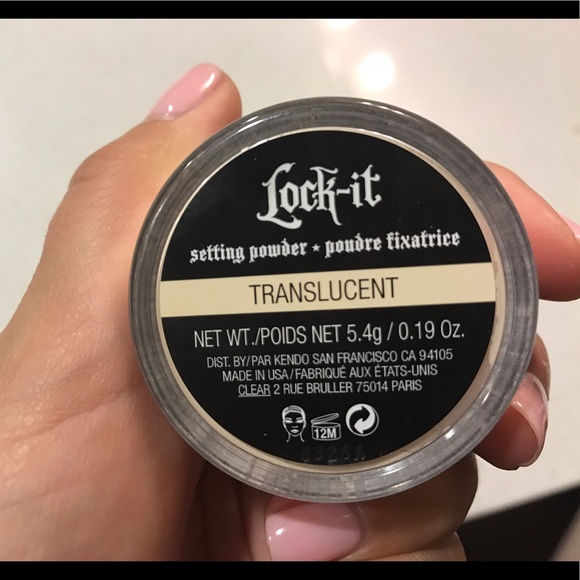 Lock-it
setting powder ★ poudre fixatrice
TRANSLUCENT
NET WT./POIDS NET 5.4g / 0.19 Oz.
DIST. BY/PAR KENDO SAN FRANCISCO CA 94105
MADE IN USA/FABRIQUÉ AUX ÉTATS-UNIS
CLEAR 2 RUE BRULLER 75014 PARIS
12M